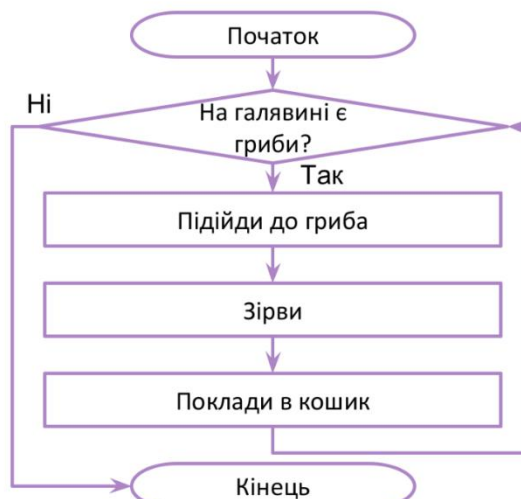 Початок
Ні
На галявині є
гриби?
Так
Підійди до гриба
Зірви
Поклади в кошик
Кінець